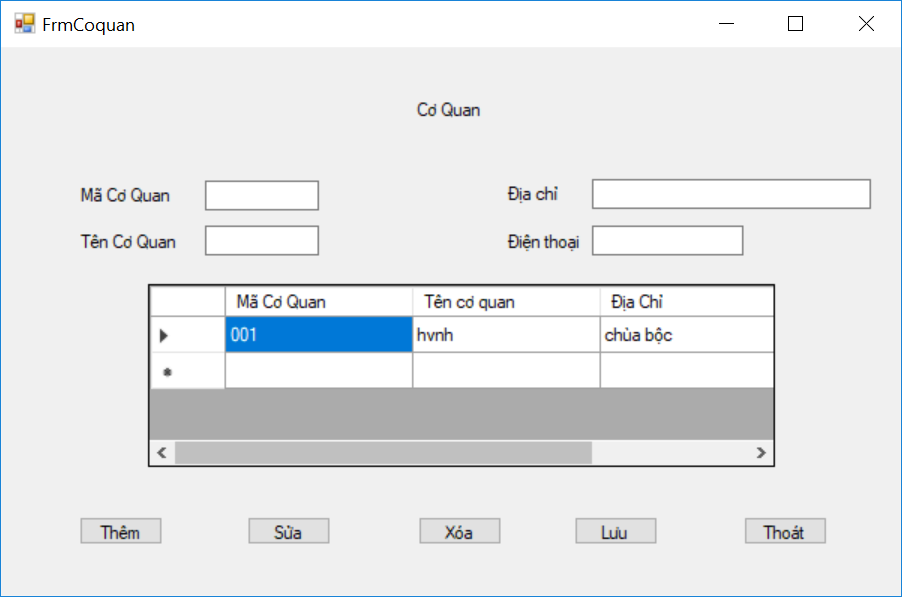 FrmCoquan
Cơ Quan
Mã Cơ Quan
Địa chỉ
Tên Cơ Quan
Điện thoại
Mã Cơ Quan Tên cơ quan Địa Chỉ
001 hvnh chùa bộc
Thêm Sửa Xóa Lưu Thoát